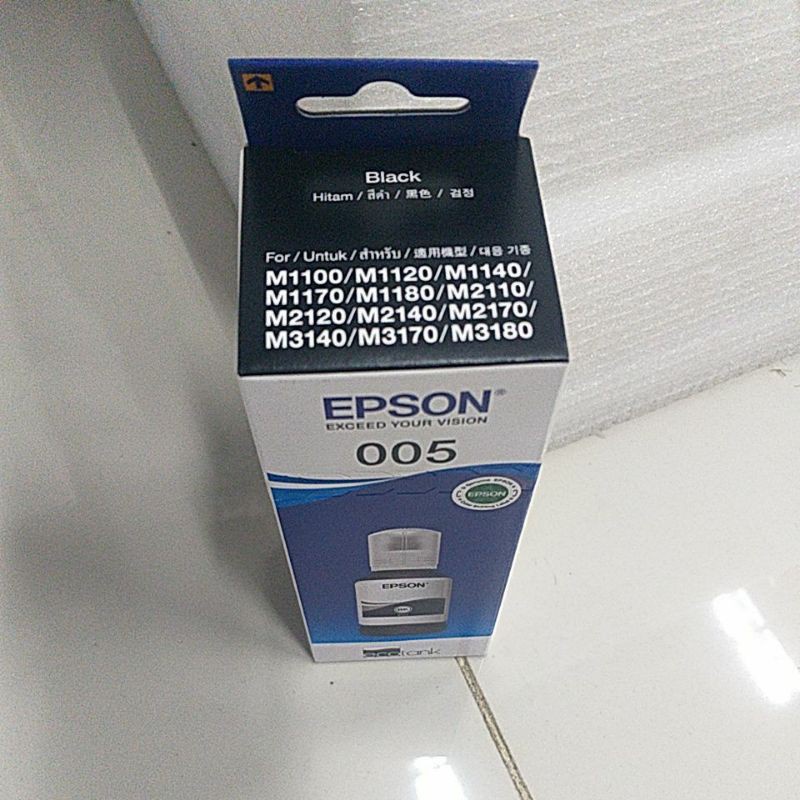 Black
Hitam / สีดำ / 黑色 / 검정
For / Untuk / สำหรับ / 適用機型 / 대응 기종
M1100/M1120/M1140/
M1170/M1180/M2110/
M2120/M2140/M2170/
M3140/M3170/M3180
EPSON®
EXCEED YOUR VISION
005
EPSON
EPSON
ecotank